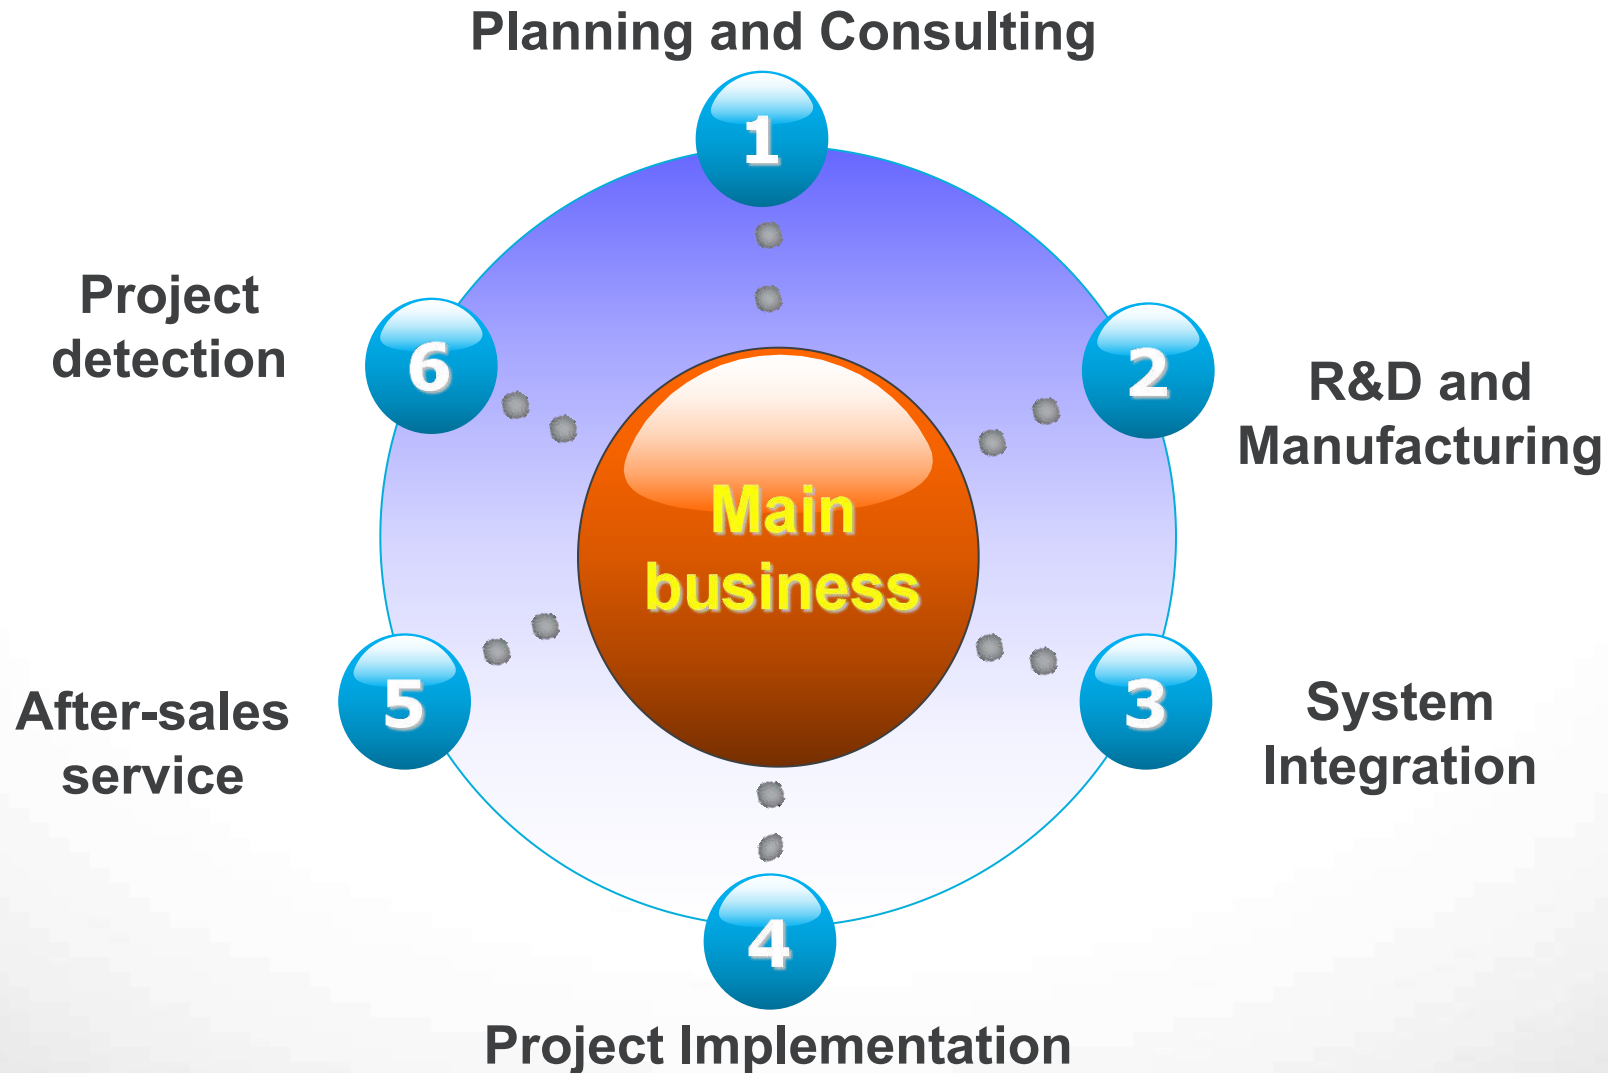 Planning and Consulting
1
2
R&D and
Manufacturing
3
System
Integration
4
Project Implementation
5
After-sales
service
6
Project
detection
Main
business